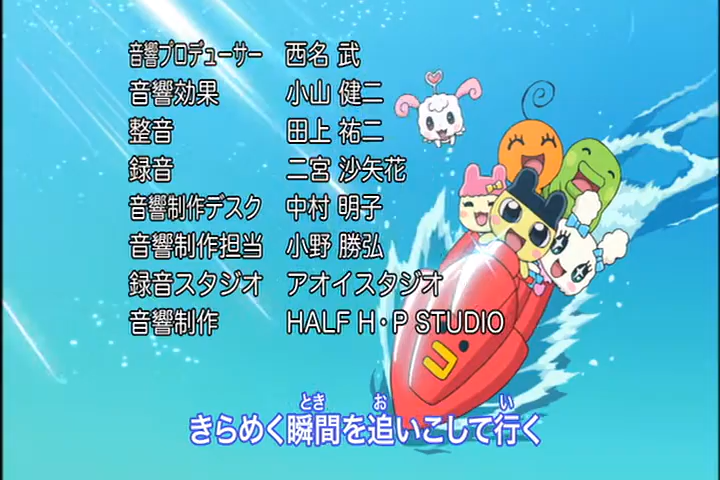 音響プロデューサー 西名 武
音響効果 小山 健二
整音 田上 祐二
録音 二宮 沙矢花
音響制作デスク 中村 明子
音響制作担当 小野 勝弘
録音スタジオ アオイスタジオ
音響制作 HALF H・P STUDIO
とき お い
きらめく瞬間を追いこして行く